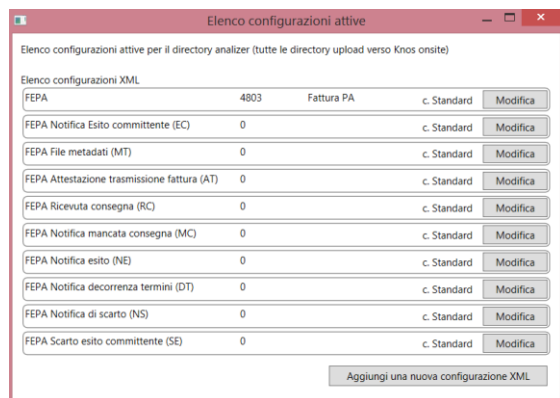 Elenco configurazioni attive
Elenco configurazioni attive per il directory analizer (tutte le directory upload verso Knos onsite)
Elenco configurazioni XML
FEPA 4803 Fattura PA c. Standard Modifica
FEPA Notifica Esito committente (EC) 0 c. Standard Modifica
FEPA File metadati (MT) 0 c. Standard Modifica
FEPA Attestazione trasmissione fattura (AT) 0 c. Standard Modifica
FEPA Ricevuta consegna (RC) 0 c. Standard Modifica
FEPA Notifica mancata consegna (MC) 0 c. Standard Modifica
FEPA Notifica esito (NE) 0 c. Standard Modifica
FEPA Notifica decorrenza termini (DT) 0 c. Standard Modifica
FEPA Notifica di scarto (NS) 0 c. Standard Modifica
FEPA Scarto esito committente (SE) 0 c. Standard Modifica
Aggiungi una nuova configurazione XML